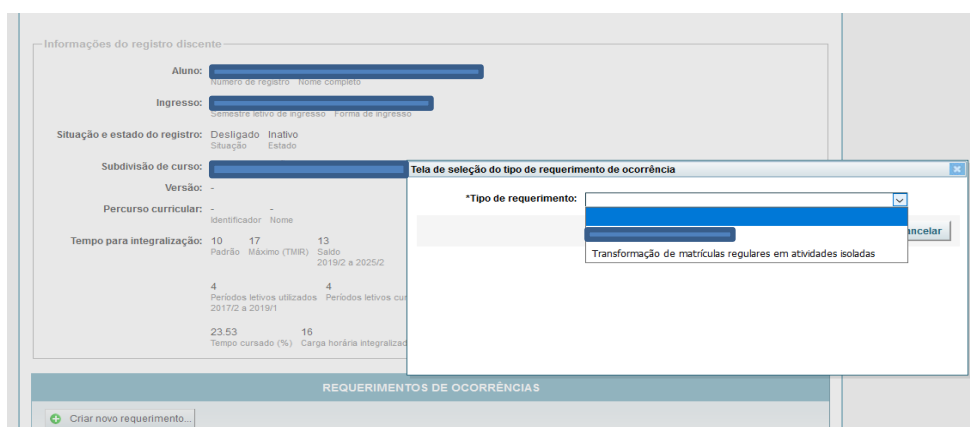 Informações do registro discente
Aluno:
Número de registro Nome completo
Ingresso:
Semestre letivo de ingresso Forma de ingresso
Situação e estado do registro: Desligado Inativo
Situação Estado
Subdivisão de curso:
Versão: -
Percurso curricular: - -
Identificador Nome
Tempo para integralização: 10 17 13
Padrão Máximo (TMIR) Saldo
2019/2 a 2025/2
4 4
Períodos letivos utilizados Períodos letivos cur
2017/2 a 2019/1
23.53 16
Tempo cursado (%) Carga horária integralizad
Tela de seleção do tipo de requerimento de ocorrência
*Tipo de requerimento:
ncelar
Transformação de matrículas regulares em atividades isoladas
REQUERIMENTOS DE OCORRÊNCIAS
Criar novo requerimento...